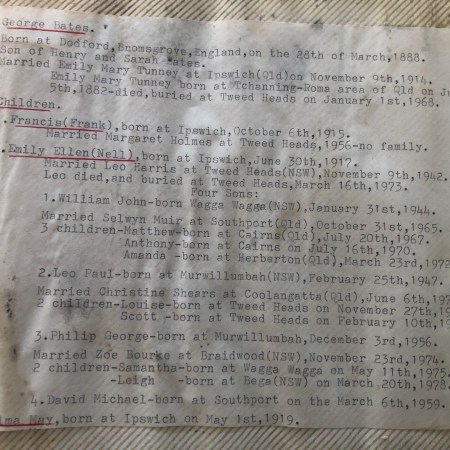 George Bates.
Born at Dodford, Bromsgrove, England, on the 28th of March, 1888.
Son of Henry and Sarah Bates.
Married Emily Mary Tunney at Ipswich(Qld)on November 9th,1914.
Emily Mary Tunney born at Tchanning-Roma area of Qld on Ju
5th,1882-died,buried at Tweed Heads on January 1st,1968.
Children.
.Francis(Frank),born at Ipswich,October 6th,1915.
Married Margaret Holmes at Tweed Heads,1956-no family.
.Emily Ellen(Nell),born at Ipswich,June 30th,1917.
Married Leo Harris at Tweed Heads(NSW),November 9th,1942.
Leo died,and buried at Tweed Heads,March 16th,1973.
Four Sons:
1.William John-born Wagga Wagga(NSW),January 31st,1944.
Married Selwyn Muir at Southport(Qld),October 31st,1965.
3 children-Matthew-born at Cairns(Qld),July 20th,1967.
Anthony-born at Cairns on July 16th,1970.
Amanda -born at Herberton(Qld),March 23rd,1972
2.Leo Paul-born at Murwillumbah(NSW),February 25th,1947.
Married Christine Shears at Coolangatta(Qld),June 6th,197
2 children-Louise-born at Tweed Heads on November 27th,1
Scott -born at Tweed Heads on February 10th,1
3.Philip George-born at Murwillumbah,December 3rd,1956.
Married Zoe Bourke at Braidwood(NSW),November 23rd,1974.
2 children-Samantha-born at Wagga Wagga on May 11th,1975
-Leigh -born at Bega(NSW) on March,20th,1978.
4.David Michael-born at Southport on the March 6th,1959.
ma May,born at Ipswich on May 1st,1919.